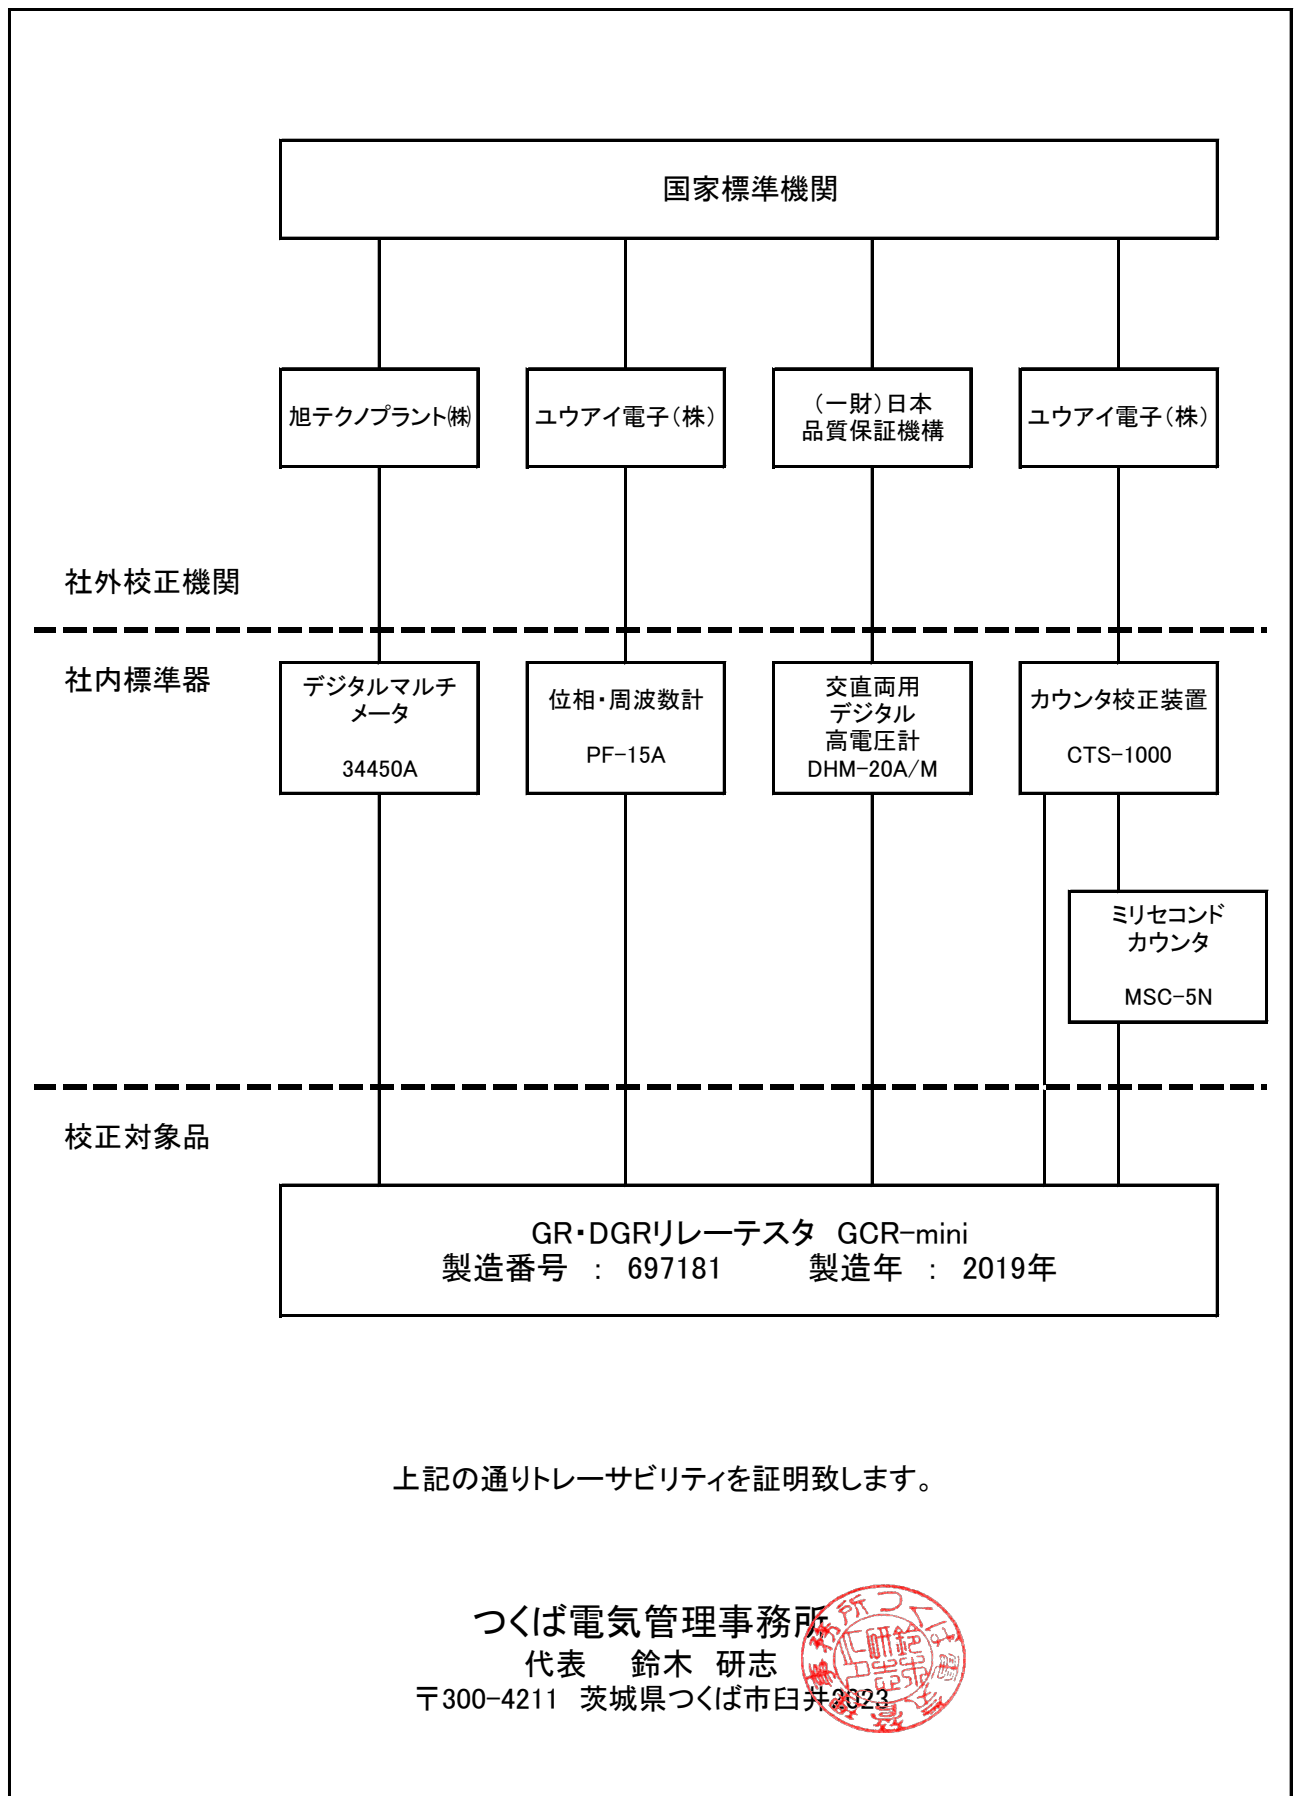 国家標準機関
旭テクノプラント㈱
ユウアイ電子（株）
（一財）日本
品質保証機構
ユウアイ電子（株）
社外校正機関
社内標準器
デジタルマルチ
メータ
34450A
位相・周波数計
PF-15A
交直両用
デジタル
高電圧計
DHM-20A/M
カウンタ校正装置
CTS-1000
ミリセコンド
カウンタ
MSC-5N
校正対象品
GR・DGRリレーテスタ GCR-mini
製造番号 ： 697181 製造年 ： 2019年
上記の通りトレーサビリティを証明致します。
つくば電気管理事務所
代表 鈴木 研志
〒300-4211 茨城県つくば市臼井2023